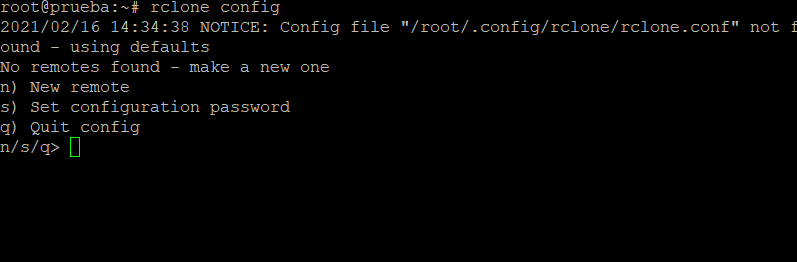 root@prueba:~# rclone config
2021/02/16 14:34:38 NOTICE: Config file "/root/.config/rclone/rclone.conf" not f
ound - using defaults
No remotes found - make a new one
n) New remote
s) Set configuration password
q) Quit config
n/s/q>